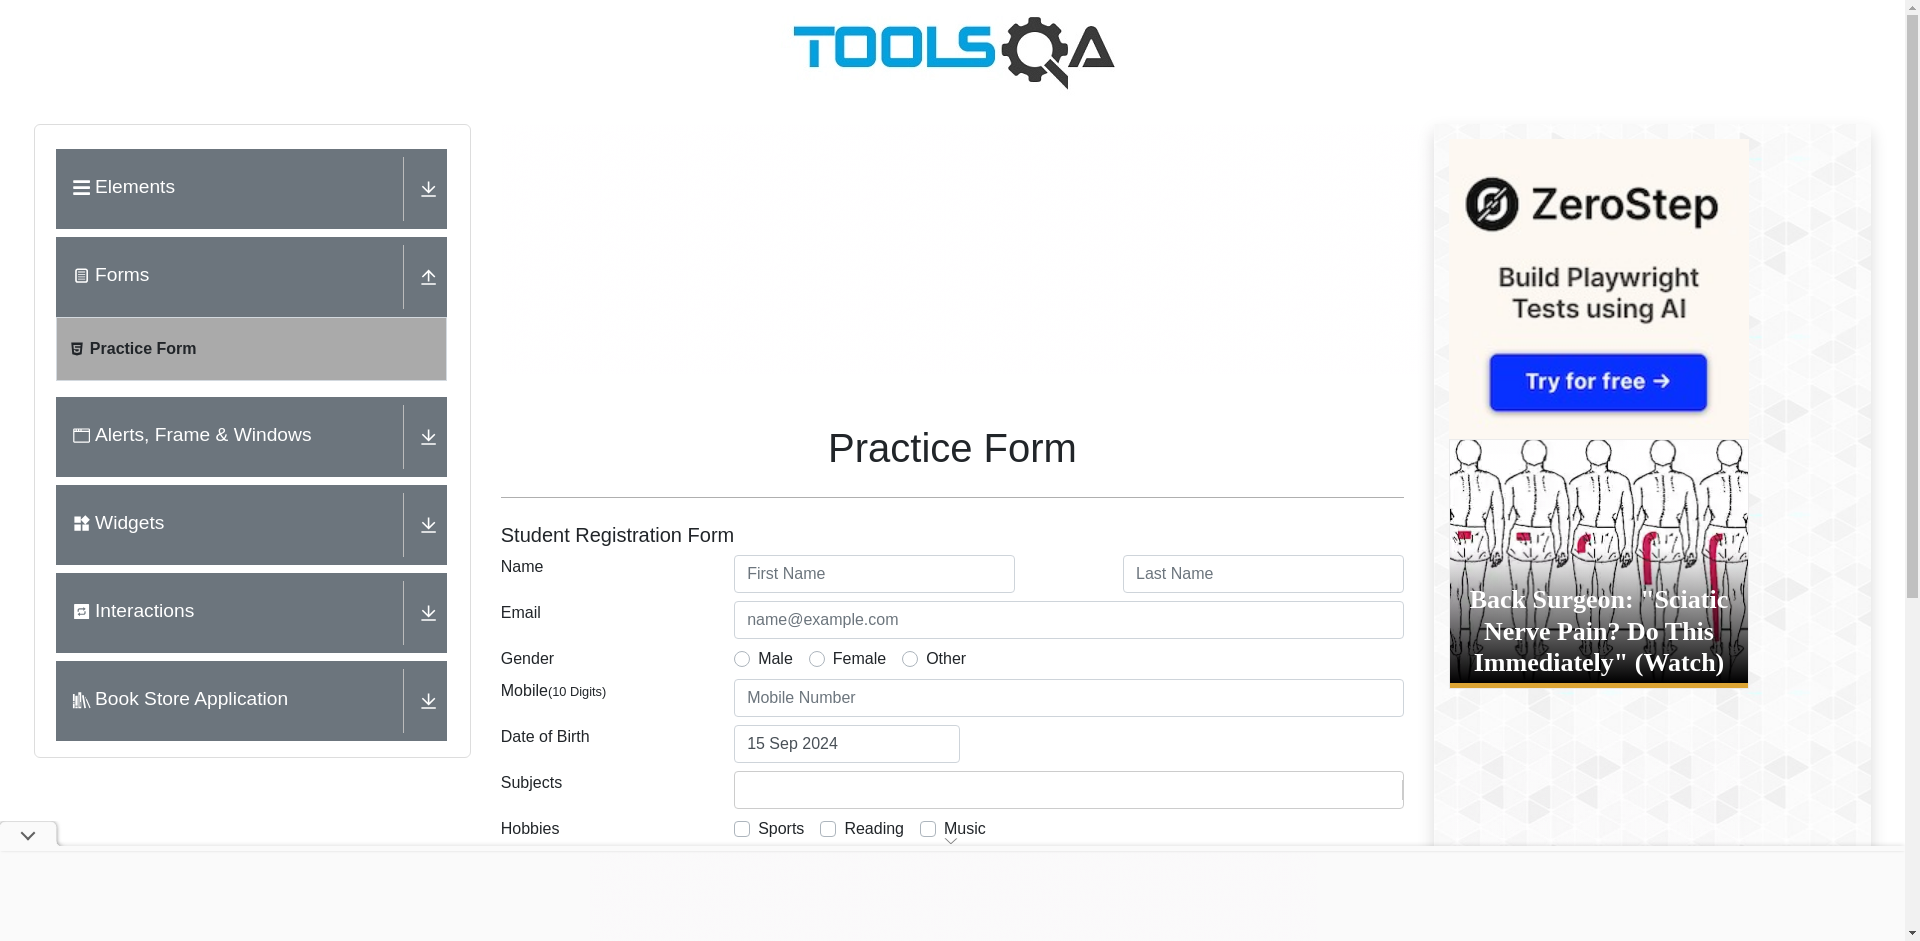 TOOLSQA
Elements
Forms
Practice Form
Alerts, Frame & Windows
Widgets
Interactions
Book Store Application
Practice Form
Student Registration Form
Name
First Name
Last Name
Email
name@example.com
Gender
Male
Female
Other
Mobile(10 Digits)
Mobile Number
Date of Birth
15 Sep 2024
Subjects
Hobbies
Sports
Reading
Music
ZeroStep
Build Playwright
Tests using AI
Try for free →
Back Surgeon: "Sciatic
Nerve Pain? Do This
Immediately" (Watch)